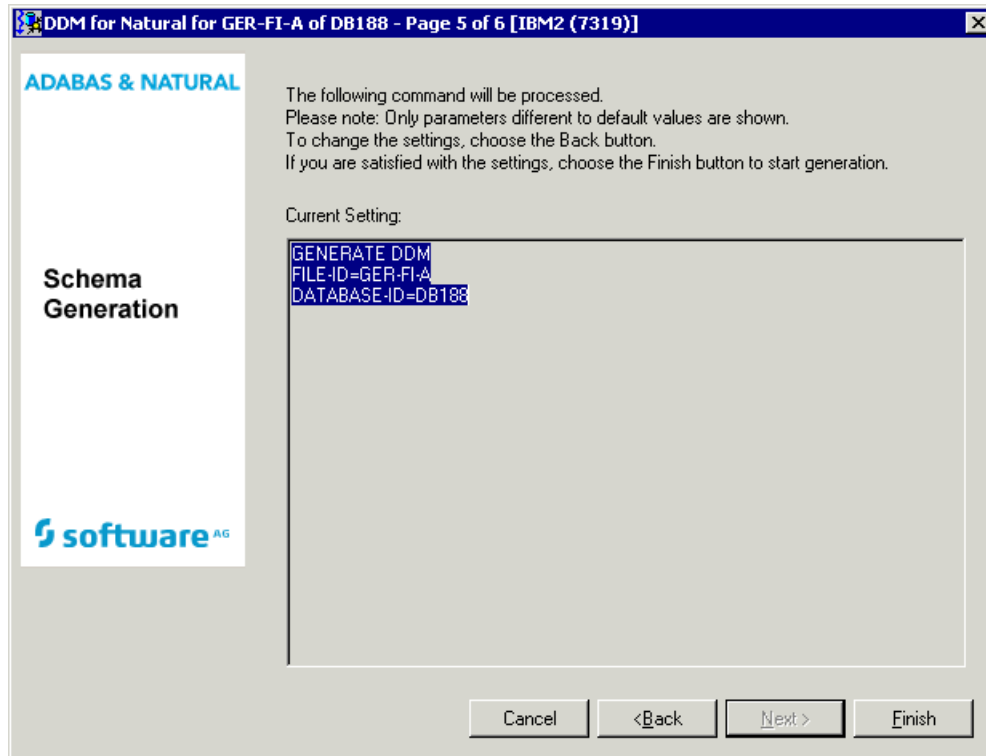 DDM for Natural for GER-FI-A of DB188 - Page 5 of 6 [IBM2 (7319)]
ADABAS & NATURAL
The following command will be processed.
Please note: Only parameters different to default values are shown.
To change the settings, choose the Back button.
If you are satisfied with the settings, choose the Finish button to start generation.
Current Setting:
GENERATE DDM
FILE-ID=GER-FI-A
DATABASE-ID=DB188
Schema
Generation
software AG
Cancel
<Back
Next >
Finish